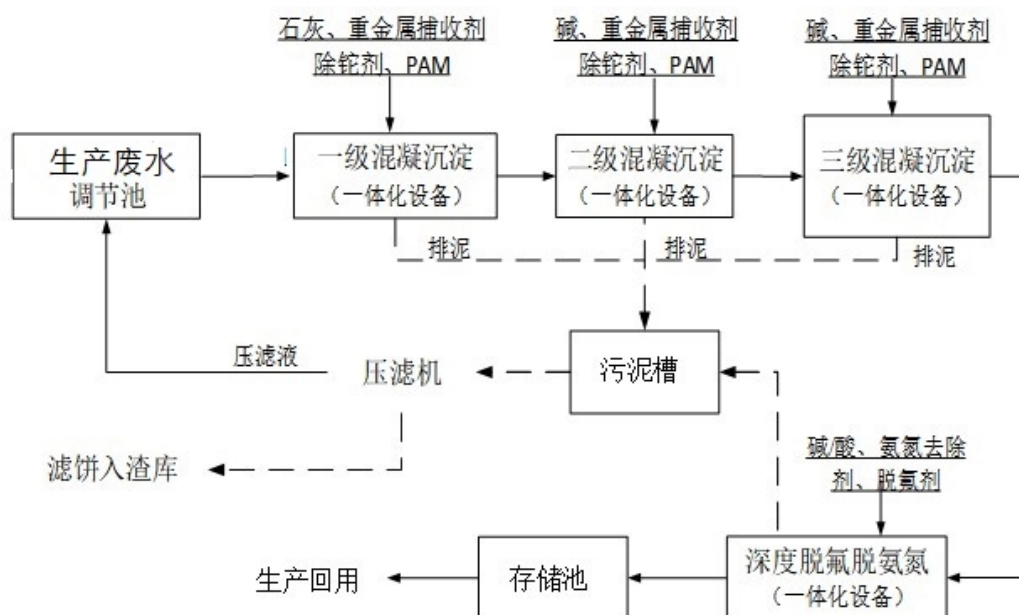 石灰、重金属捕收剂
除铊剂、PAM
碱、重金属捕收剂
除铊剂、PAM
碱、重金属捕收剂
除铊剂、PAM
生产废水
调节池
一级混凝沉淀
（一体化设备）
二级混凝沉淀
（一体化设备）
三级混凝沉淀
（一体化设备）
排泥
排泥
排泥
压滤液
压滤机
污泥槽
滤饼入渣库
碱/酸、氨氮去除
剂、脱氟剂
生产回用
存储池
深度脱氟脱氨氮
（一体化设备）